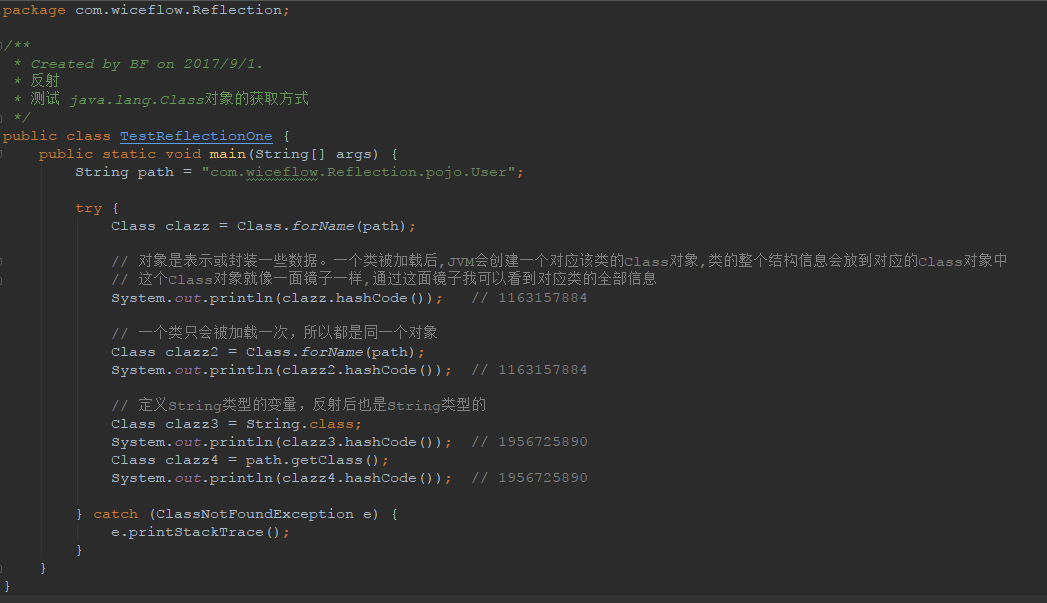 package com.wiceflow.Reflection;
/**
 * Created by BF on 2017/9/1.
 * 反射
 * 测试 java.lang.Class对象的获取方式
 */
public class TestReflectionOne {
    public static void main(String[] args) {
        String path = "com.wiceflow.Reflection.pojo.User";
        try {
            Class clazz = Class.forName(path);
            // 对象是表示或封装一些数据。一个类被加载后,JVM会创建一个对应该类的Class对象,类的整个结构信息会放到对应的Class对象中
            // 这个Class对象就像一面镜子一样,通过这面镜子我可以看到对应类的全部信息
            System.out.println(clazz.hashCode());   // 1163157884
            // 一个类只会被加载一次，所以都是同一个对象
            Class clazz2 = Class.forName(path);
            System.out.println(clazz2.hashCode());  // 1163157884
            // 定义String类型的变量，反射后也是String类型的
            Class clazz3 = String.class;
            System.out.println(clazz3.hashCode());  // 1956725890
            Class clazz4 = path.getClass();
            System.out.println(clazz4.hashCode());  // 1956725890
        } catch (ClassNotFoundException e) {
            e.printStackTrace();
        }
    }
}